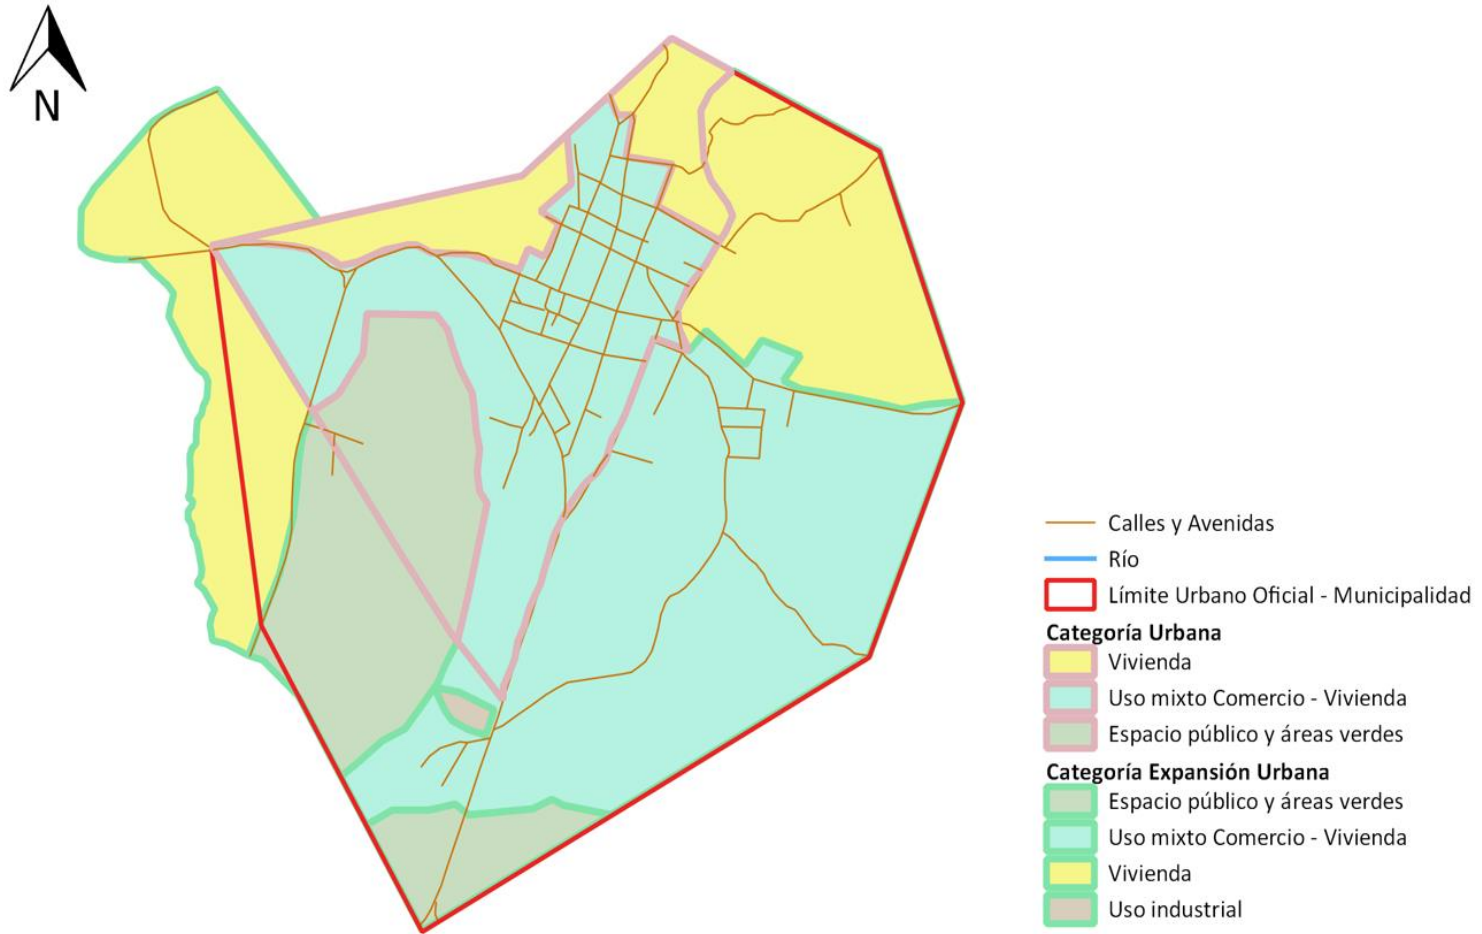 N
Calles y Avenidas
Río
Límite Urbano Oficial - Municipalidad
Categoría Urbana
Vivienda
Uso mixto Comercio - Vivienda
Espacio público y áreas verdes
Categoría Expansión Urbana
Espacio público y áreas verdes
Uso mixto Comercio - Vivienda
Vivienda
Uso industrial